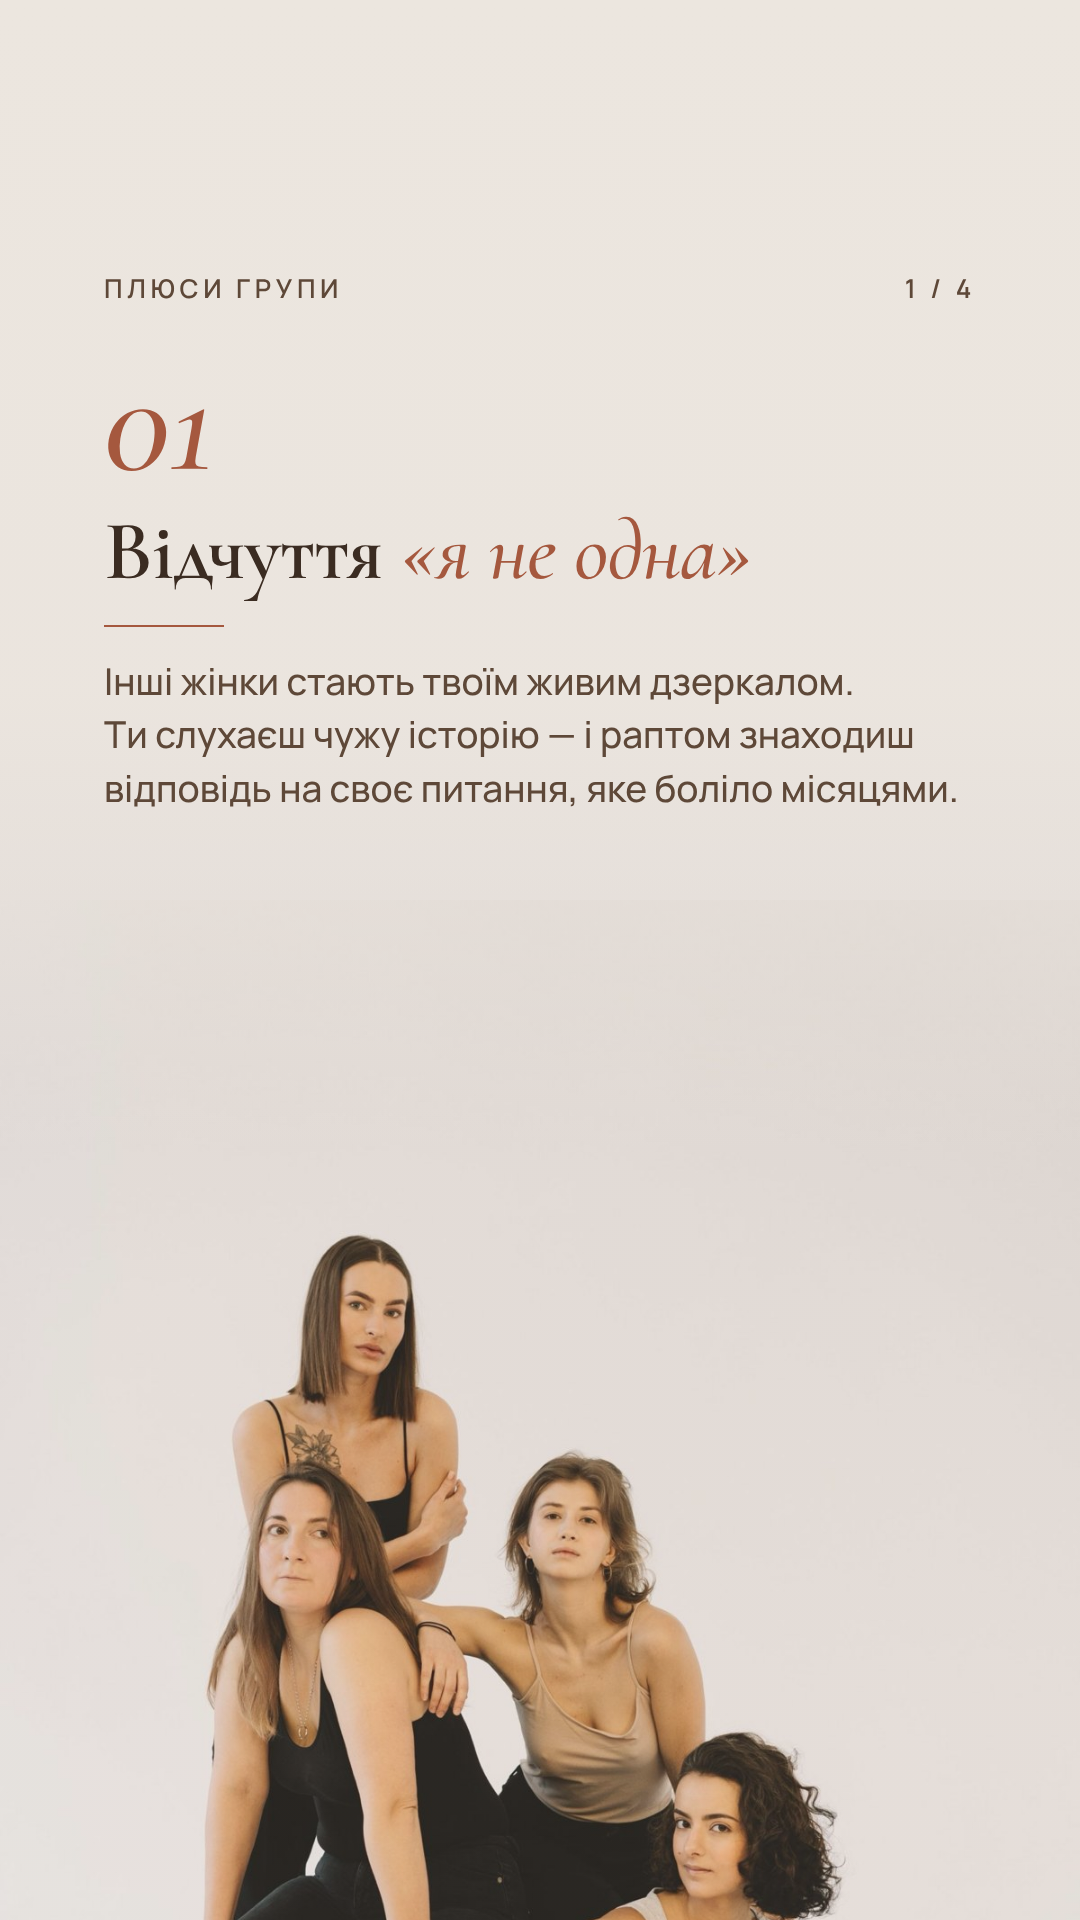 ПЛЮСИ ГРУПИ
1 / 4
01
Відчуття «я не одна»
Інші жінки стають твоїм живим дзеркалом.
Ти слухаєш чужу історію — і раптом знаходиш
відповідь на своє питання, яке боліло місяцями.